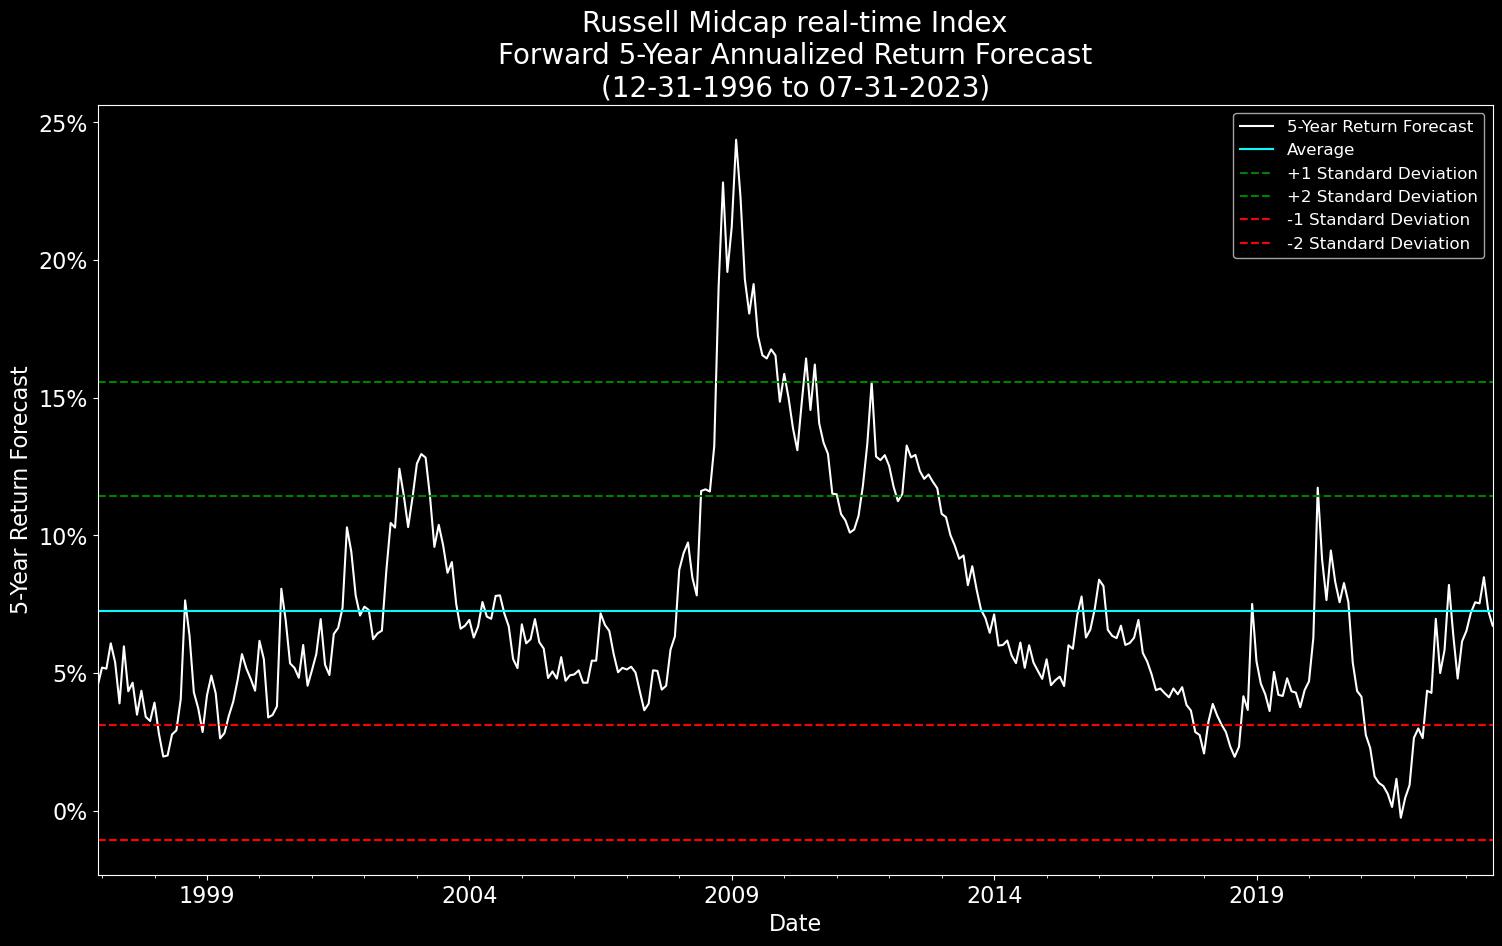 Russell Midcap real-time Index
Forward 5-Year Annualized Return Forecast
(12-31-1996 to 07-31-2023)
5-Year Return Forecast
Average
+1 Standard Deviation
+2 Standard Deviation
-1 Standard Deviation
-2 Standard Deviation
25%
20%
15%
10%
5%
0%
5-Year Return Forecast
1999 2004 2009 2014 2019
Date